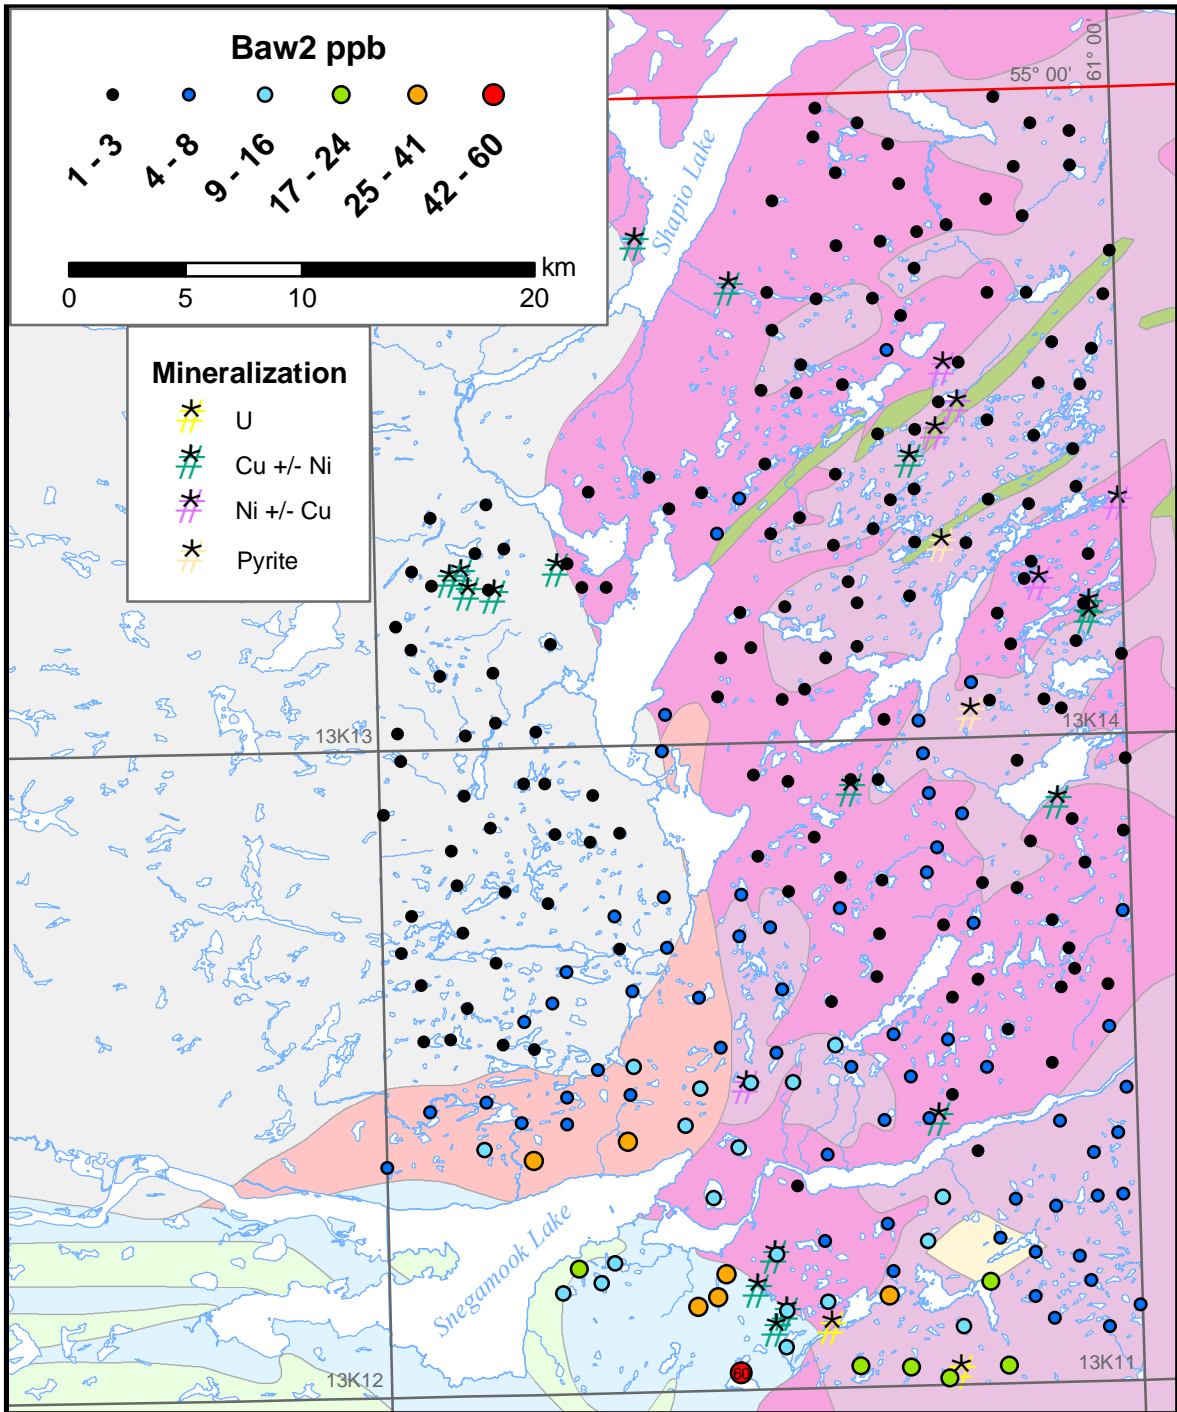 Baw2 ppb
1 - 3
4 - 8
9 - 16
17 - 24
25 - 41
42 - 60
km
0 5 10 20
Mineralization
U
Cu +/- Ni
Ni +/- Cu
Pyrite
55° 00'
61° 00'
Shapio Lake
13K13
13K14
Snegamook Lake
13K12
13K11
60